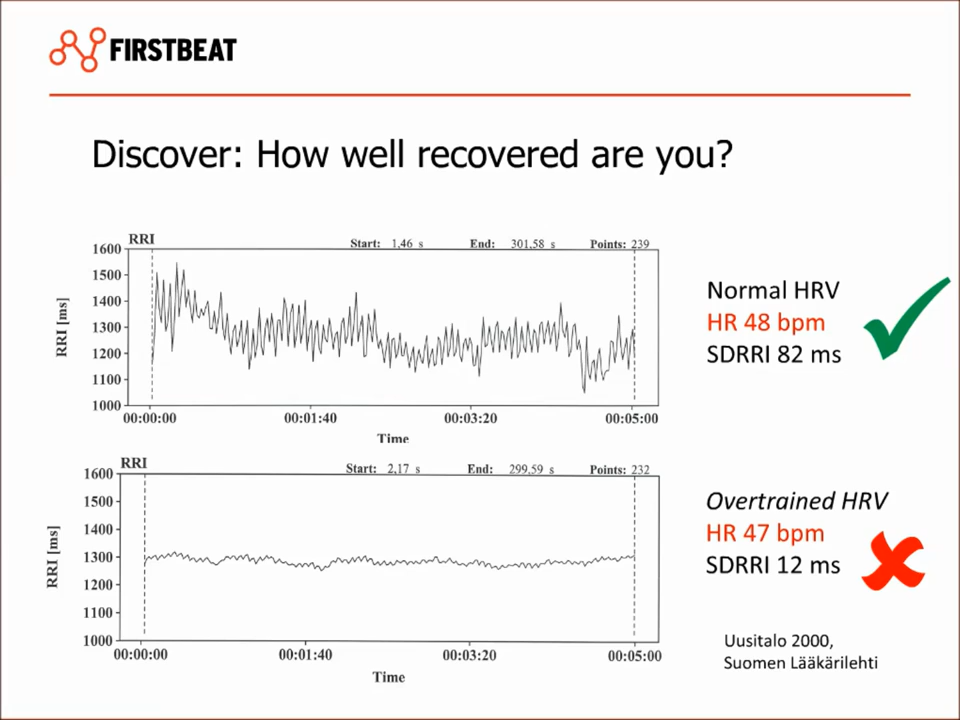 FIRSTBEAT
Discover: How well recovered are you?
RRI
Start: 1,46 s End: 301,58 s Points: 239
1600
1500
1400
1300
1200
1100
1000
RRI [ms]
00:00:00 00:01:40 00:03:20 00:05:00
Time
Normal HRV
HR 48 bpm
SDRRI 82 ms
RRI
Start: 2,17 s End: 299,59 s Points: 232
1600
1500
1400
1300
1200
1100
1000
RRI [ms]
00:00:00 00:01:40 00:03:20 00:05:00
Time
Overtrained HRV
HR 47 bpm
SDRRI 12 ms
Uusitalo 2000,
Suomen Lääkärilehti